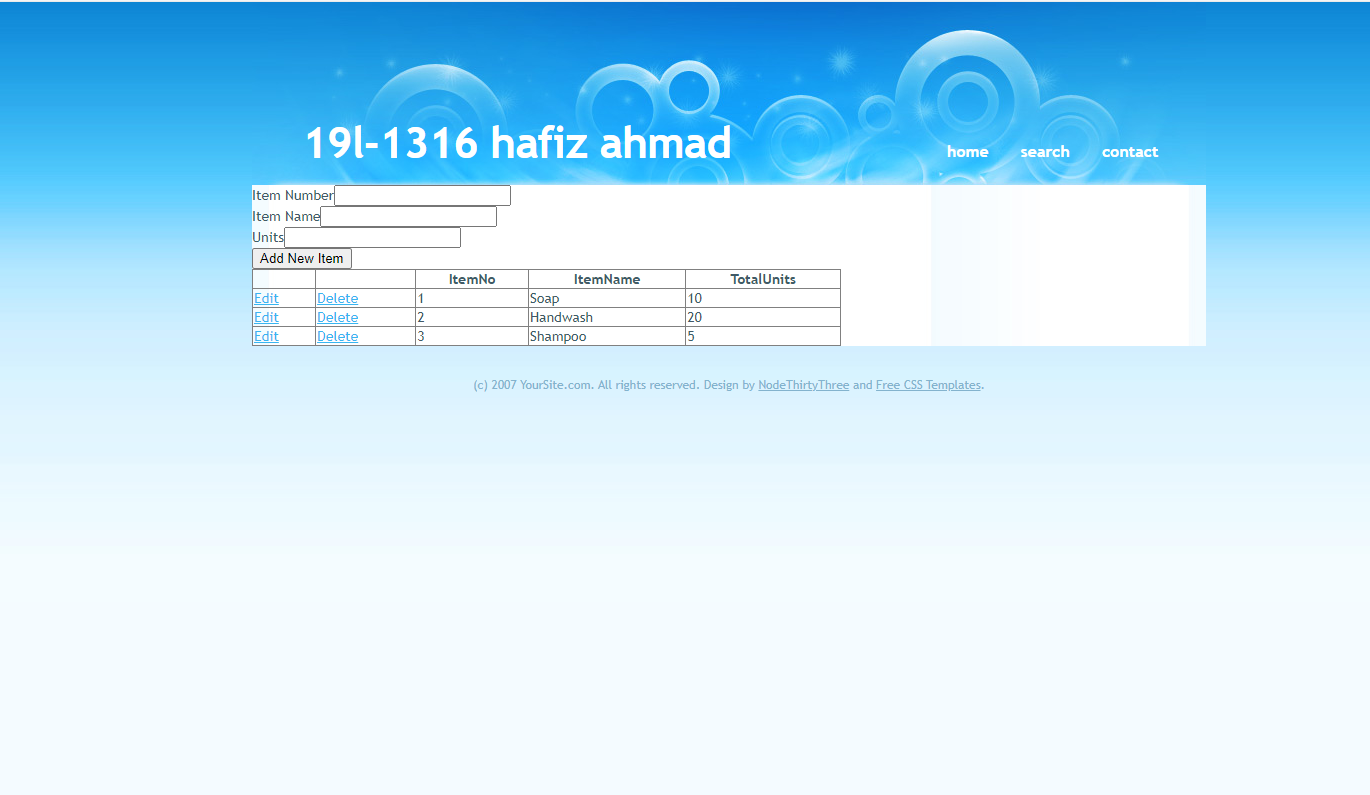 19l-1316 hafiz ahmad
home search contact
Item Number
Item Name
Units
Add New Item
ItemNo ItemName TotalUnits
Edit Delete 1 Soap 10
Edit Delete 2 Handwash 20
Edit Delete 3 Shampoo 5
(c) 2007 YourSite.com. All rights reserved. Design by NodeThirtyThree and Free CSS Templates.